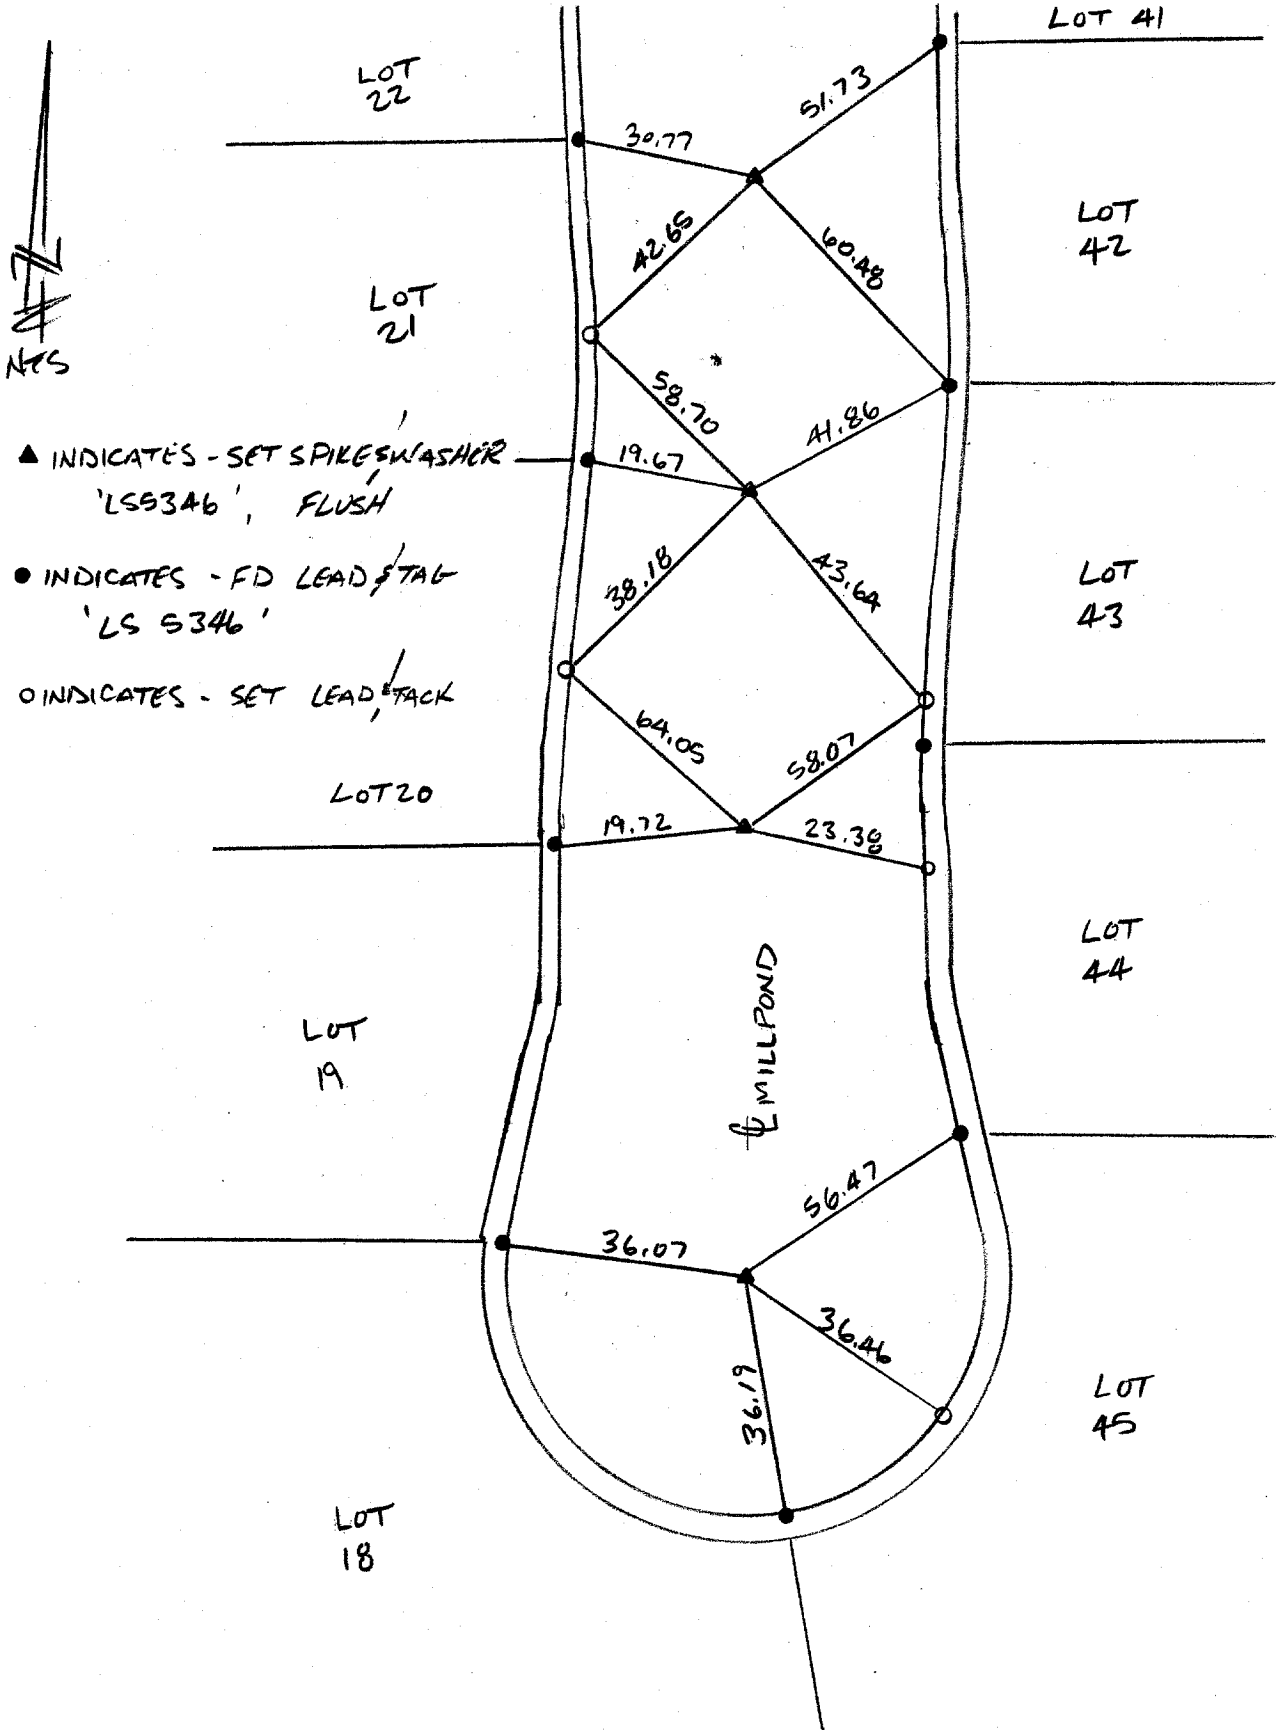 LOT 41
LOT
22
51.73
30.77
LOT
42
42.65
60.48
LOT
21
NTS
58.70
41.86
▲ INDICATES - SET SPIKE & WASHER
'LS5346', FLUSH
19.67
● INDICATES - FD LEAD & TAG
'LS 5346'
38.18
43.64
LOT
43
○ INDICATES - SET LEAD & TACK
64.05
58.07
LOT 20
19.72
23.38
LOT
44
℄ MILLPOND
LOT
19
56.47
36.07
36.46
36.19
LOT
45
LOT
18